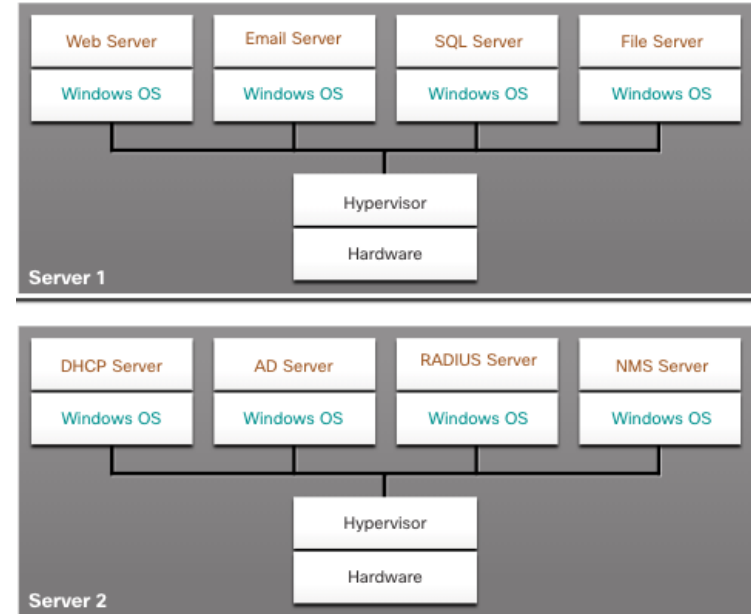 Web Server
Email Server
SQL Server
File Server
Windows OS
Windows OS
Windows OS
Windows OS
Hypervisor
Hardware
Server 1
DHCP Server
AD Server
RADIUS Server
NMS Server
Windows OS
Windows OS
Windows OS
Windows OS
Hypervisor
Hardware
Server 2